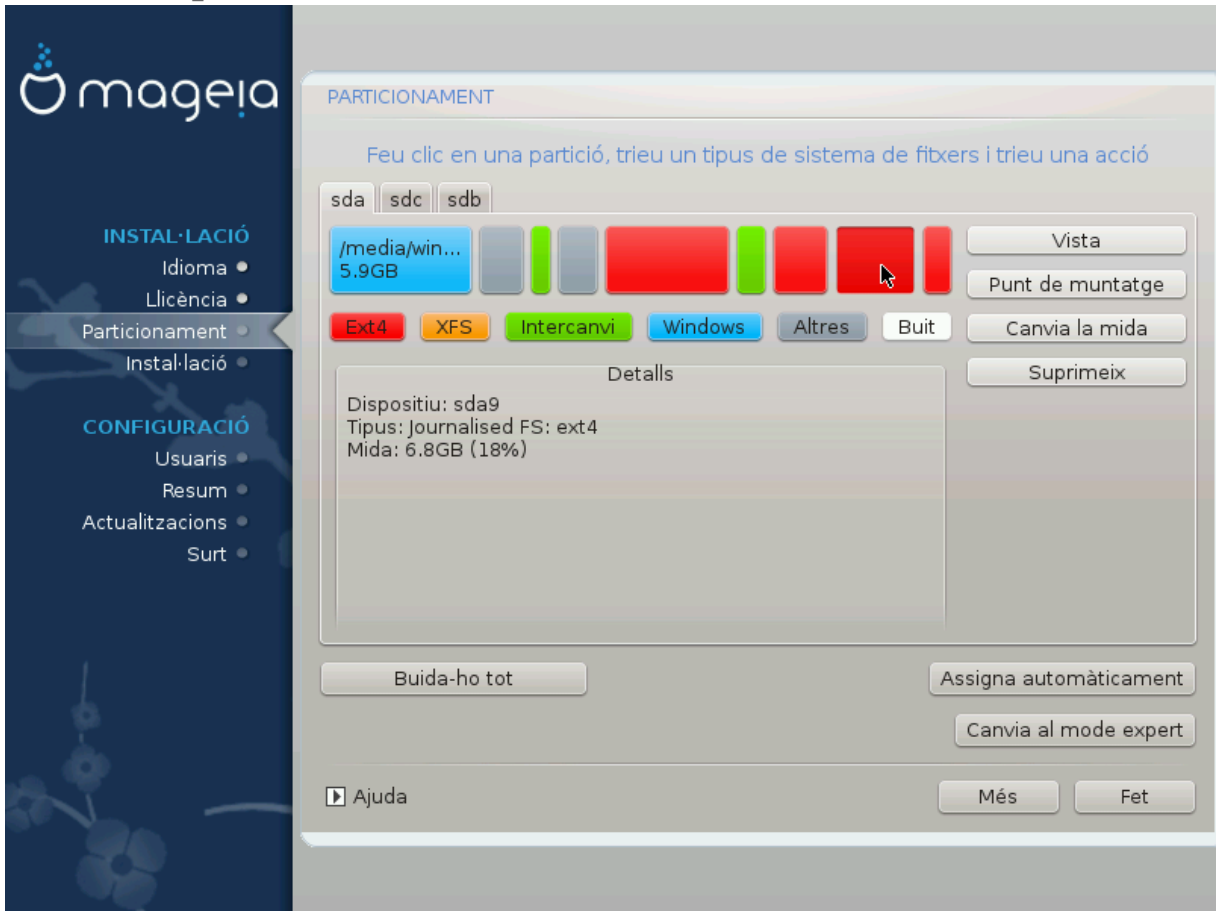 mageia
INSTAL·LACIÓ
Idioma
Llicència
Particionament
Instal·lació
CONFIGURACIÓ
Usuaris
Resum
Actualitzacions
Surt
PARTICIONAMENT
Feu clic en una partició, trieu un tipus de sistema de fitxers i trieu una acció
sda sdc sdb
/media/win...
5.9GB
Ext4 XFS Intercanvi Windows Altres Buit
Vista
Punt de muntatge
Canvia la mida
Suprimeix
Detalls
Dispositiu: sda9
Tipus: Journalised FS: ext4
Mida: 6.8GB (18%)
Buida-ho tot
Assigna automàticament
Canvia al mode expert
Ajuda
Més
Fet